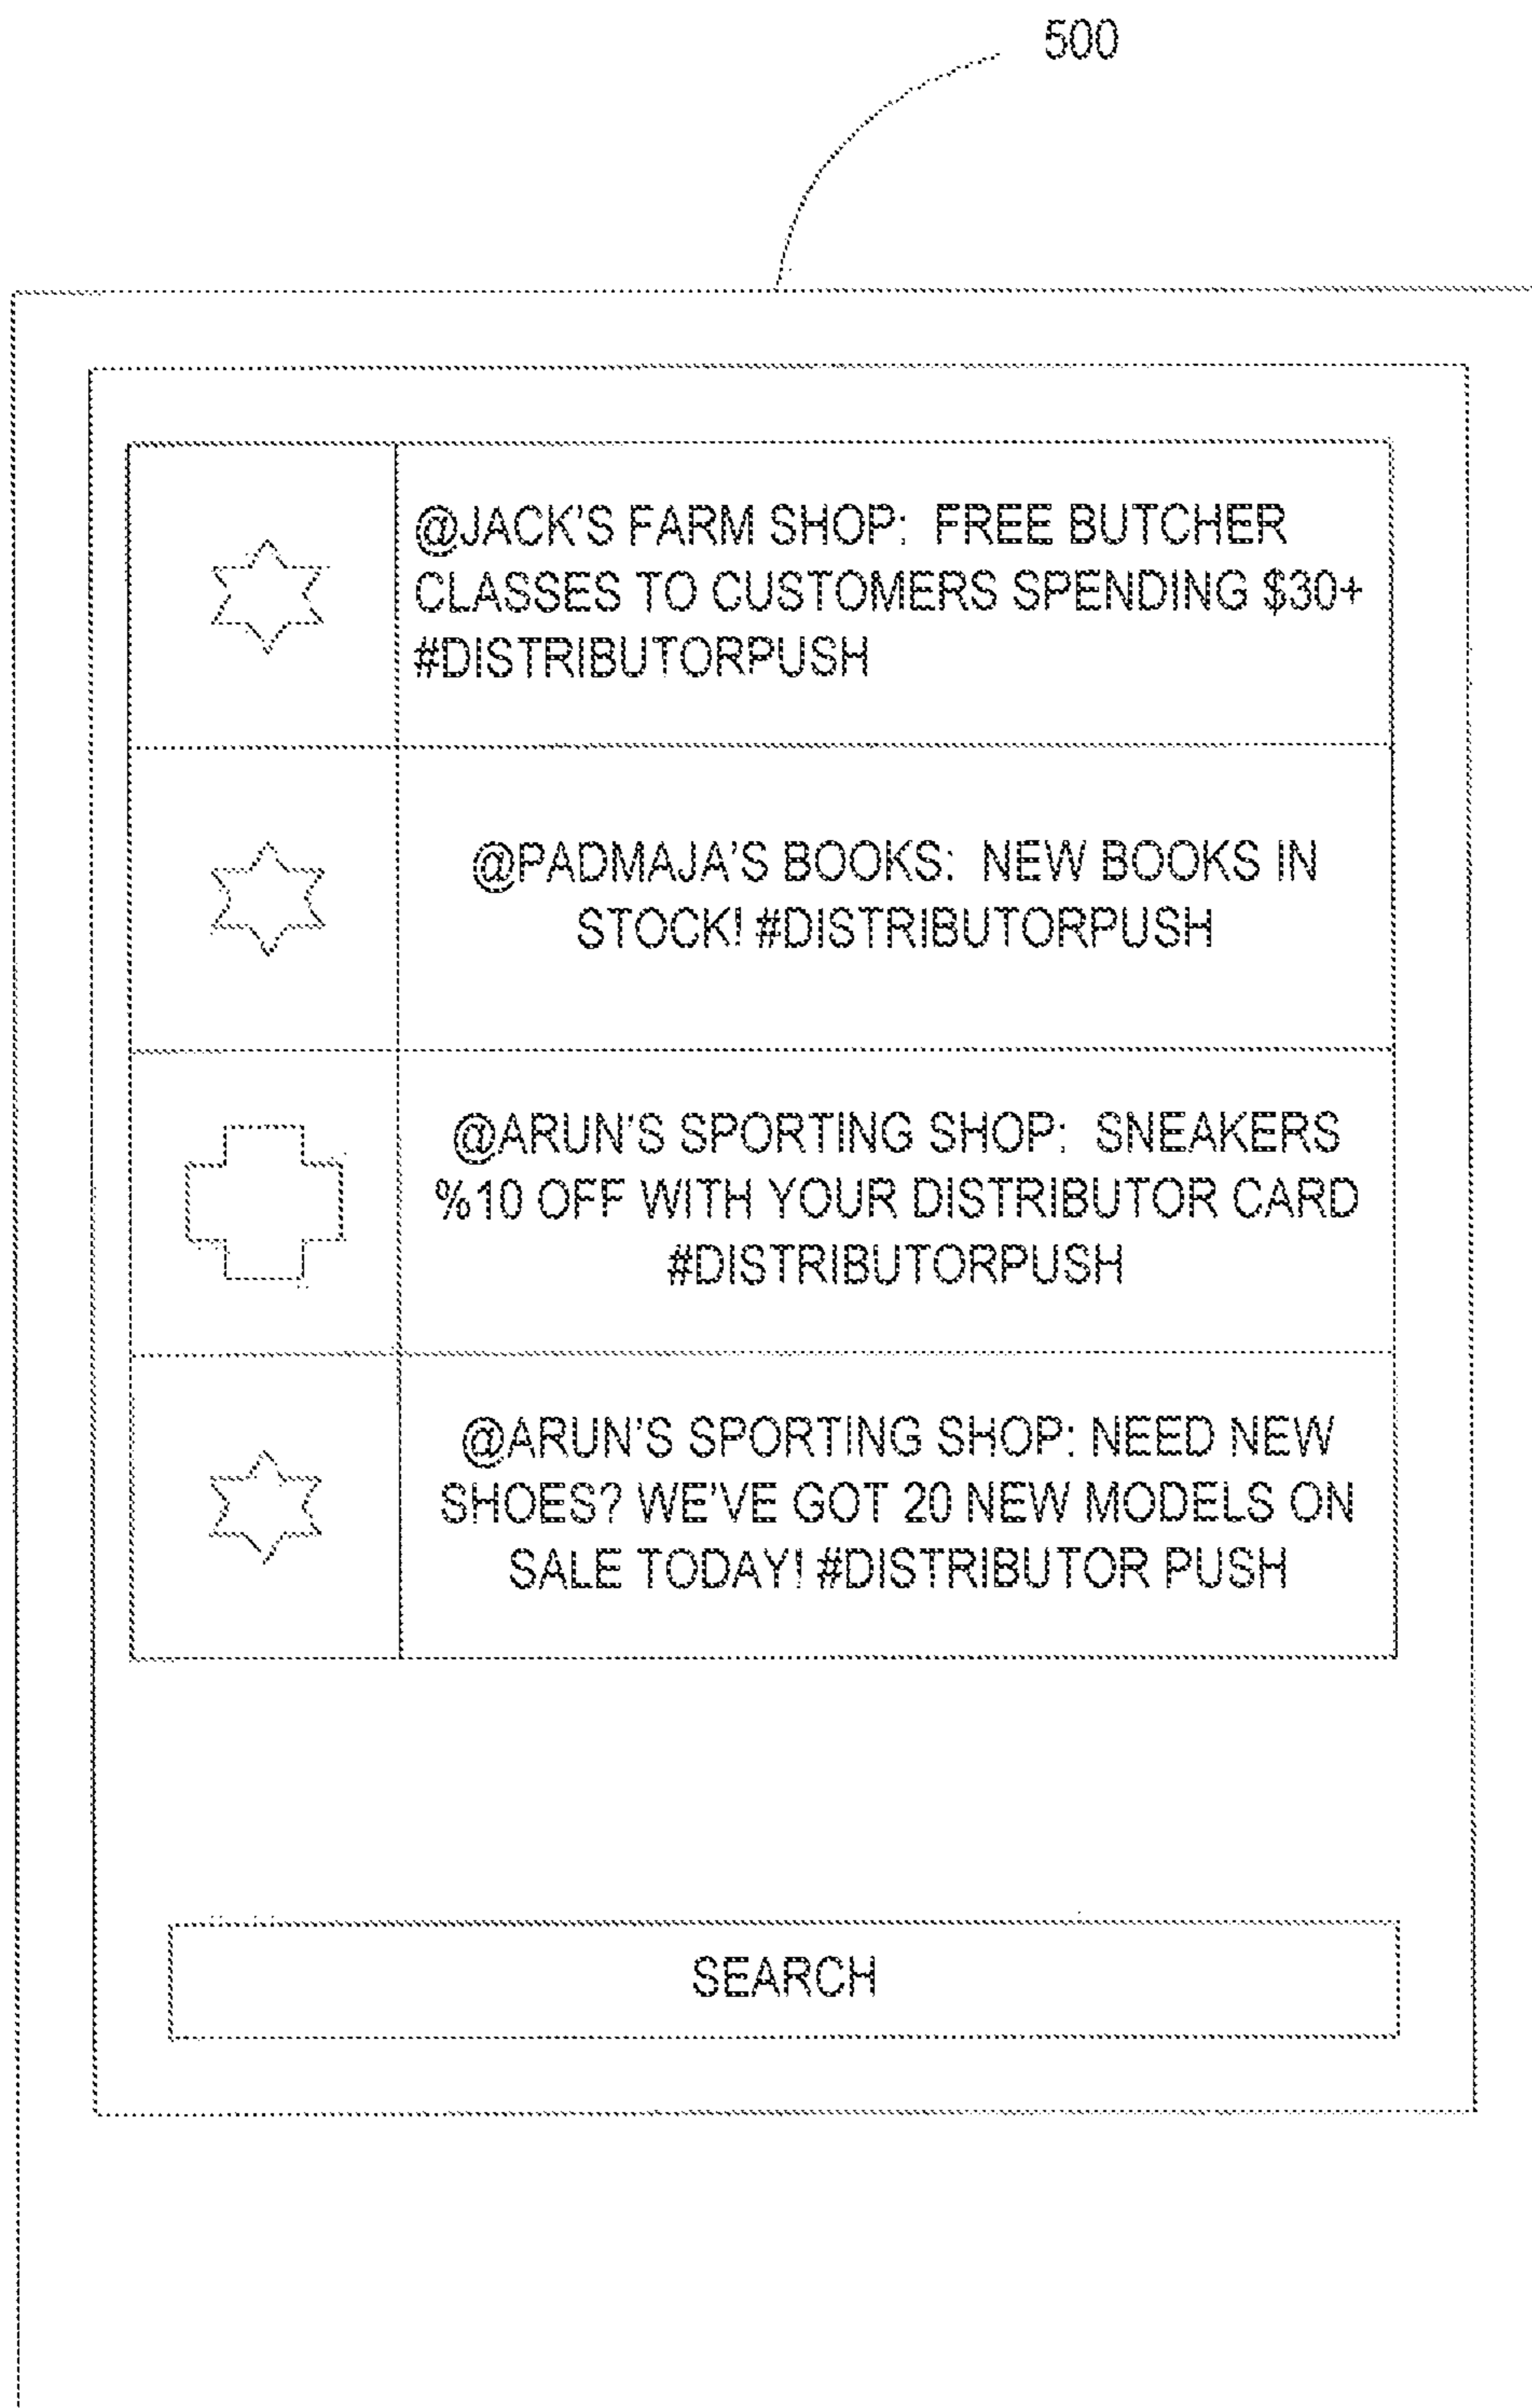 500
@JACK'S FARM SHOP:  FREE BUTCHER
CLASSES TO CUSTOMERS SPENDING $30+
#DISTRIBUTORPUSH
@PADMAJA'S BOOKS:  NEW BOOKS IN
STOCK! #DISTRIBUTORPUSH
@ARUN'S SPORTING SHOP:  SNEAKERS
%10 OFF WITH YOUR DISTRIBUTOR CARD
#DISTRIBUTORPUSH
@ARUN'S SPORTING SHOP: NEED NEW
SHOES? WE'VE GOT 20 NEW MODELS ON
SALE TODAY! #DISTRIBUTOR PUSH
SEARCH